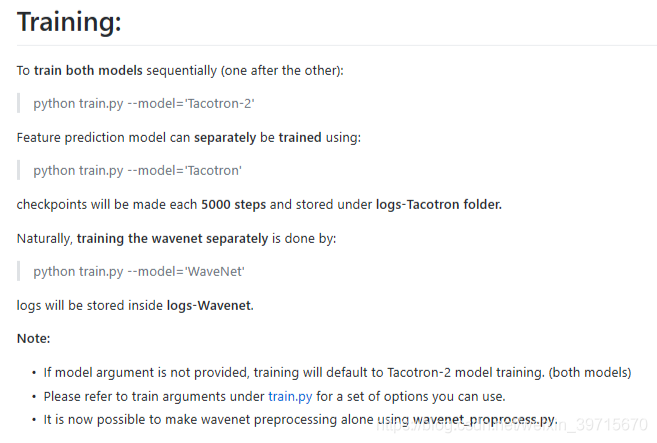 Training:
To train both models sequentially (one after the other):
python train.py --model='Tacotron-2'
Feature prediction model can separately be trained using:
python train.py --model='Tacotron'
checkpoints will be made each 5000 steps and stored under logs-Tacotron folder.
Naturally, training the wavenet separately is done by:
python train.py --model='WaveNet'
logs will be stored inside logs-Wavenet.
Note:
• If model argument is not provided, training will default to Tacotron-2 model training. (both models)
• Please refer to train arguments under train.py for a set of options you can use.
• It is now possible to make wavenet preprocessing alone using wavenet_proprocess.py.